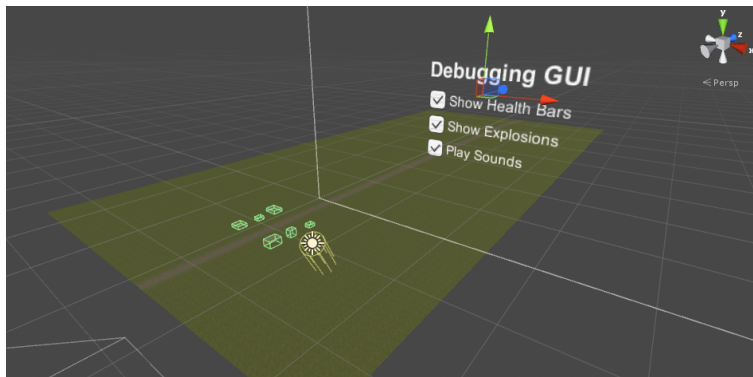 Debugging GUI
Show Health Bars
Show Explosions
Play Sounds
y
z
x
Persp